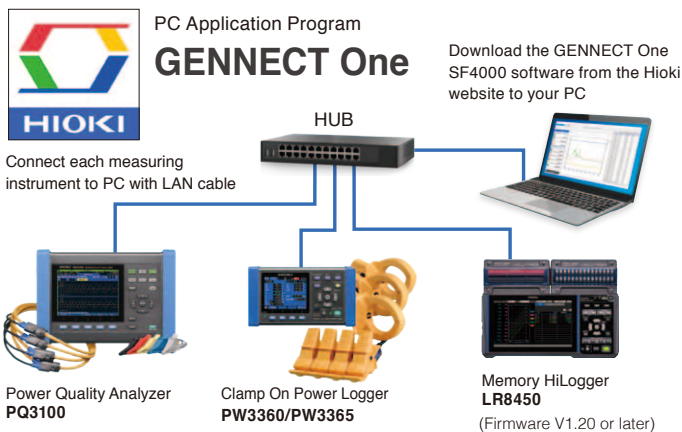 HIOKI
PC Application Program
GENNECT One
Download the GENNECT One
SF4000 software from the Hioki
website to your PC
HUB
Connect each measuring
instrument to PC with LAN cable
Power Quality Analyzer
PQ3100
Clamp On Power Logger
PW3360/PW3365
Memory HiLogger
LR8450
(Firmware V1.20 or later)